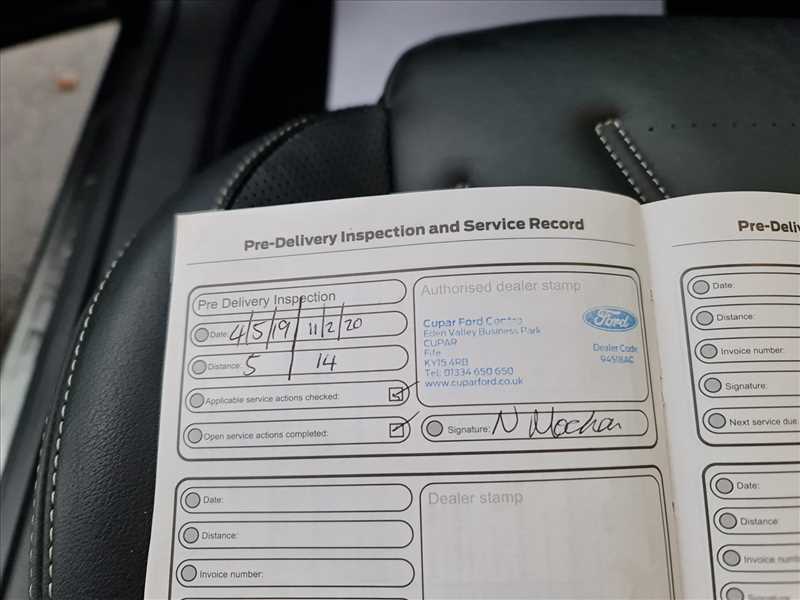 Pre-Delivery Inspection and Service Record
Pre Delivery Inspection
Date: 4/5/19 11/2/20
Distance: 5 14
Applicable service actions checked:
Open service actions completed:
Authorised dealer stamp
Cupar Ford Centre
Eden Valley Business Park
CUPAR
Fife
KY15 4RB
Tel: 01334 650 650
www.cuparford.co.uk
Ford
Dealer Code
94518AC
Signature: N Mochan
Date:
Distance:
Invoice number:
Dealer stamp
Pre-Deliv
Date:
Distance:
Invoice number:
Signature:
Next service due:
Date:
Distance:
Invoice numb
Signature: